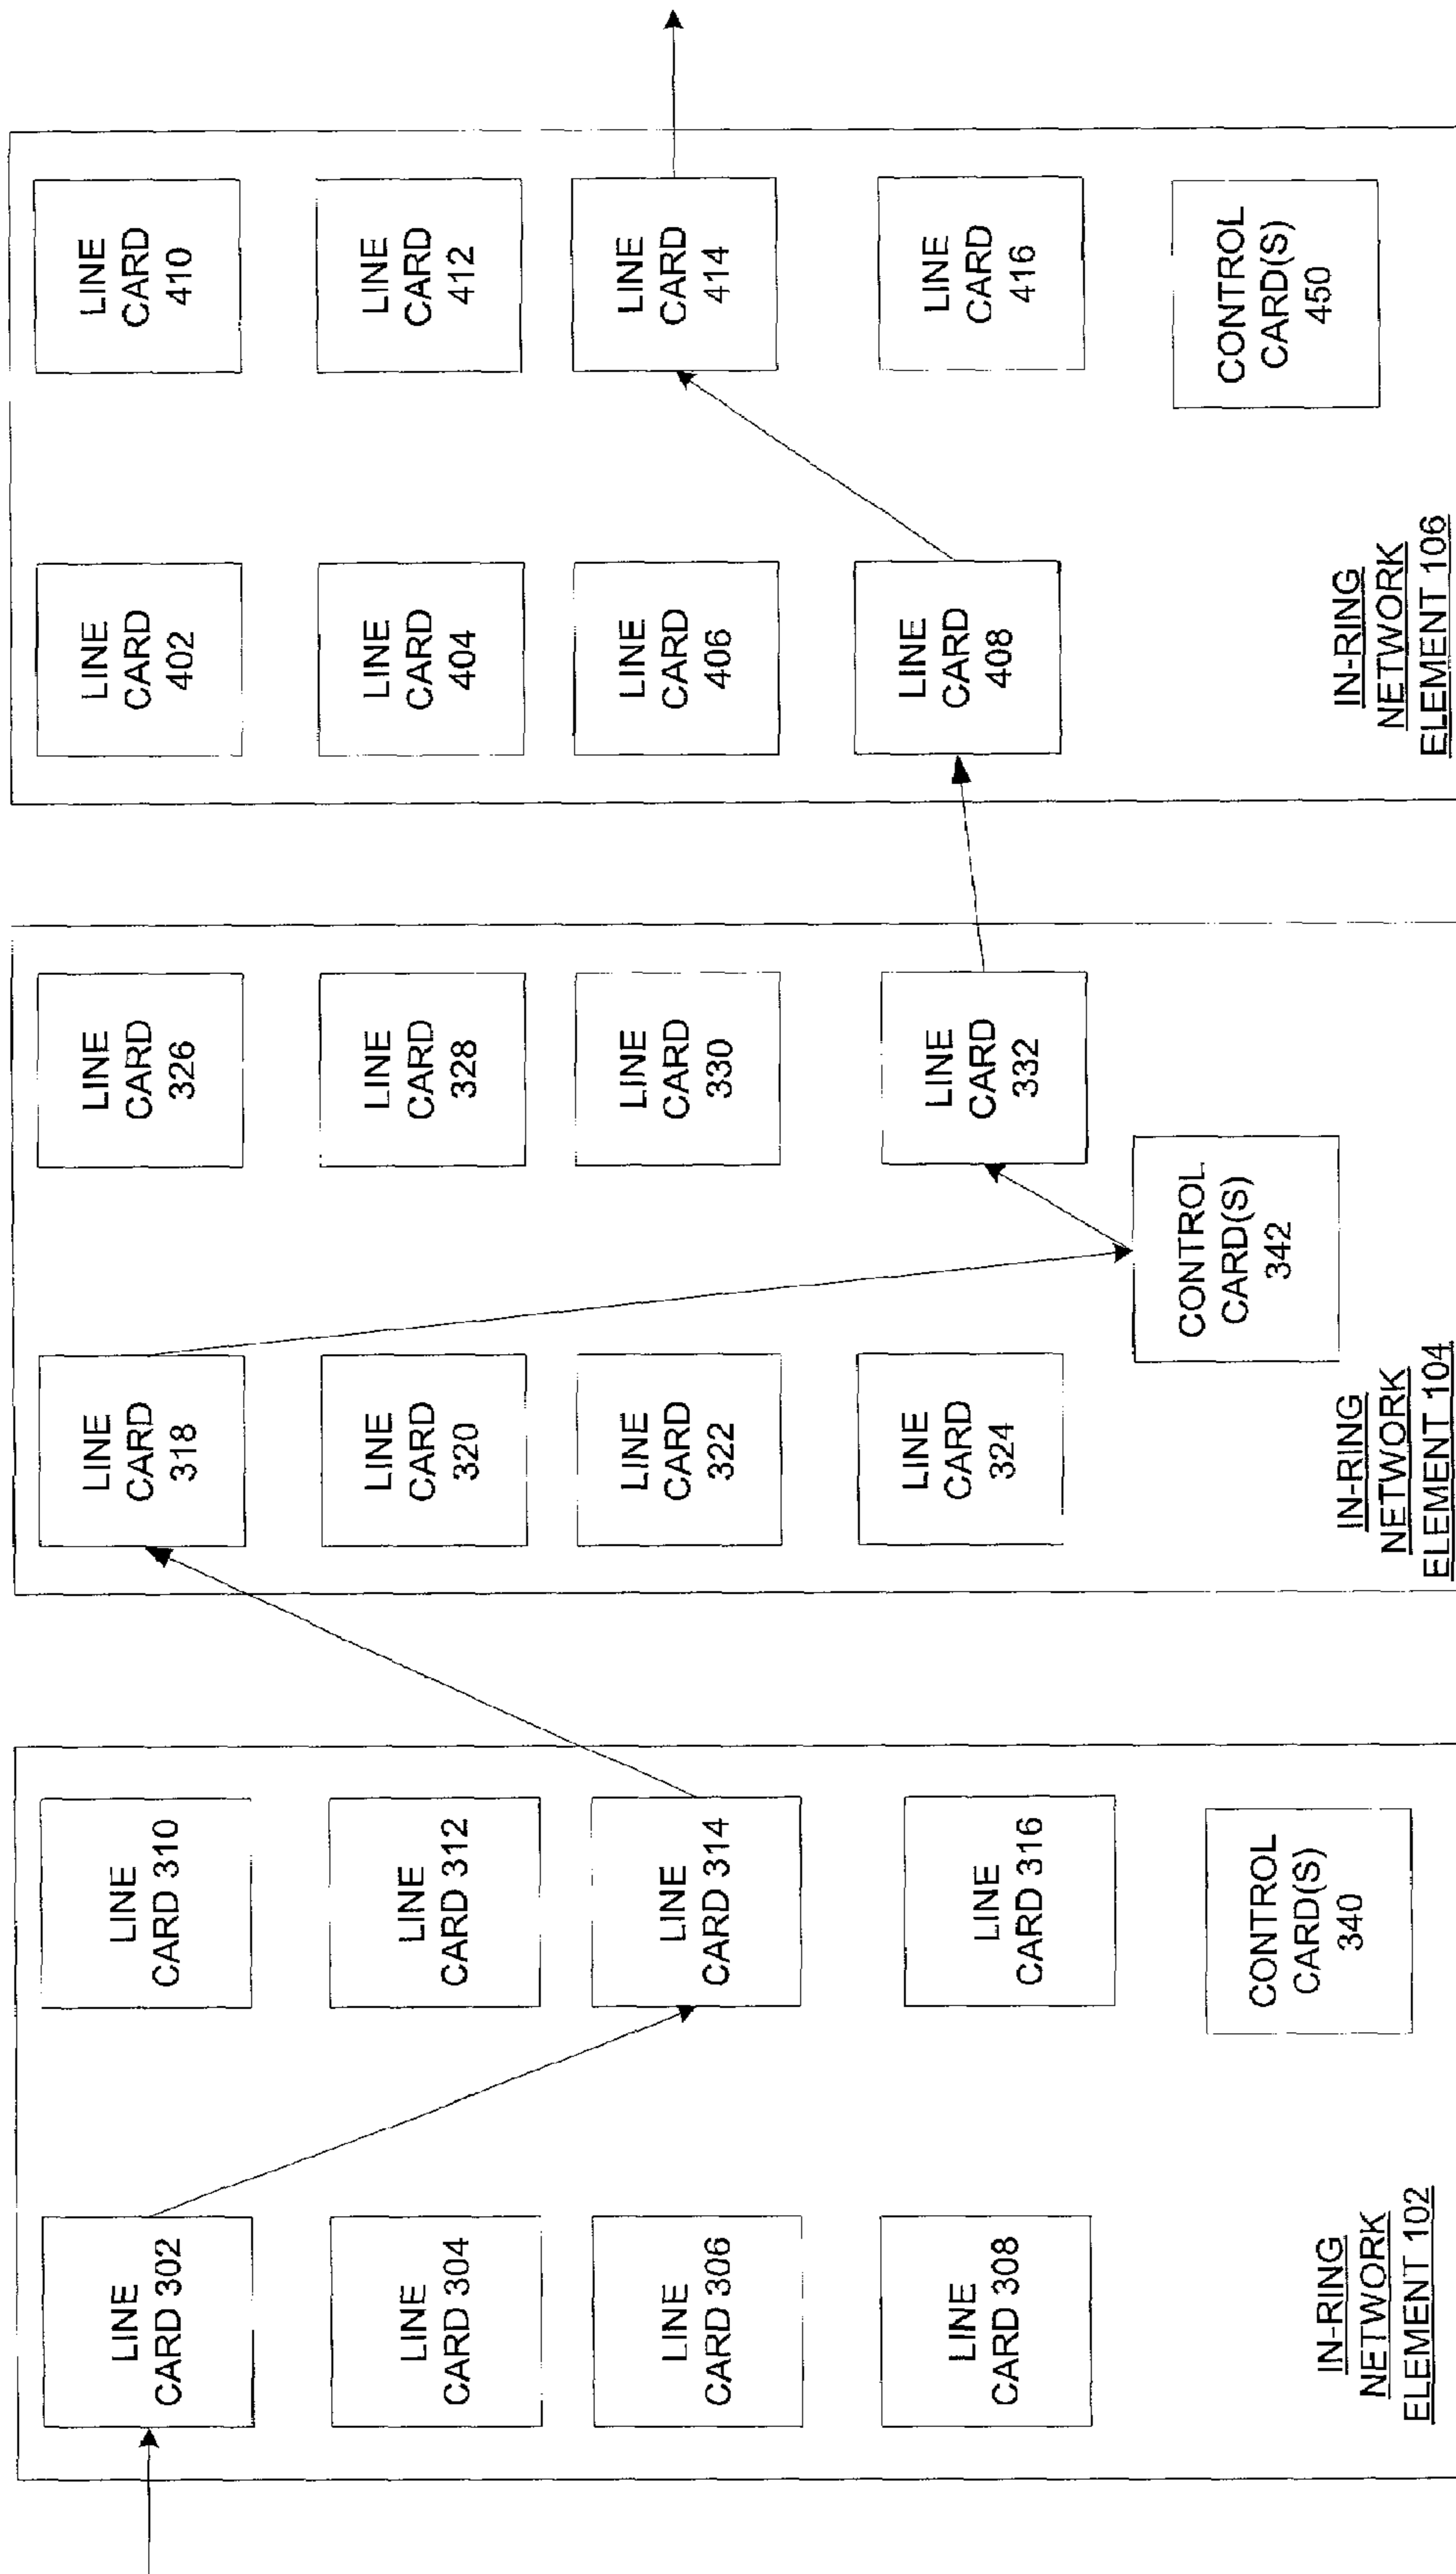 LINE
CARD 302
LINE
CARD 304
LINE
CARD 306
LINE
CARD 308
IN-RING
NETWORK
ELEMENT 102
LINE
CARD 310
LINE
CARD 312
LINE
CARD 314
LINE
CARD 316
CONTROL
CARD(S)
340
LINE
CARD
318
LINE
CARD
320
LINE
CARD
322
LINE
CARD
324
IN-RING
NETWORK
ELEMENT 104
CONTROL
CARD(S)
342
LINE
CARD
326
LINE
CARD
328
LINE
CARD
330
LINE
CARD
332
LINE
CARD
402
LINE
CARD
404
LINE
CARD
406
LINE
CARD
408
IN-RING
NETWORK
ELEMENT 106
LINE
CARD
410
LINE
CARD
412
LINE
CARD
414
LINE
CARD
416
CONTROL
CARD(S)
450